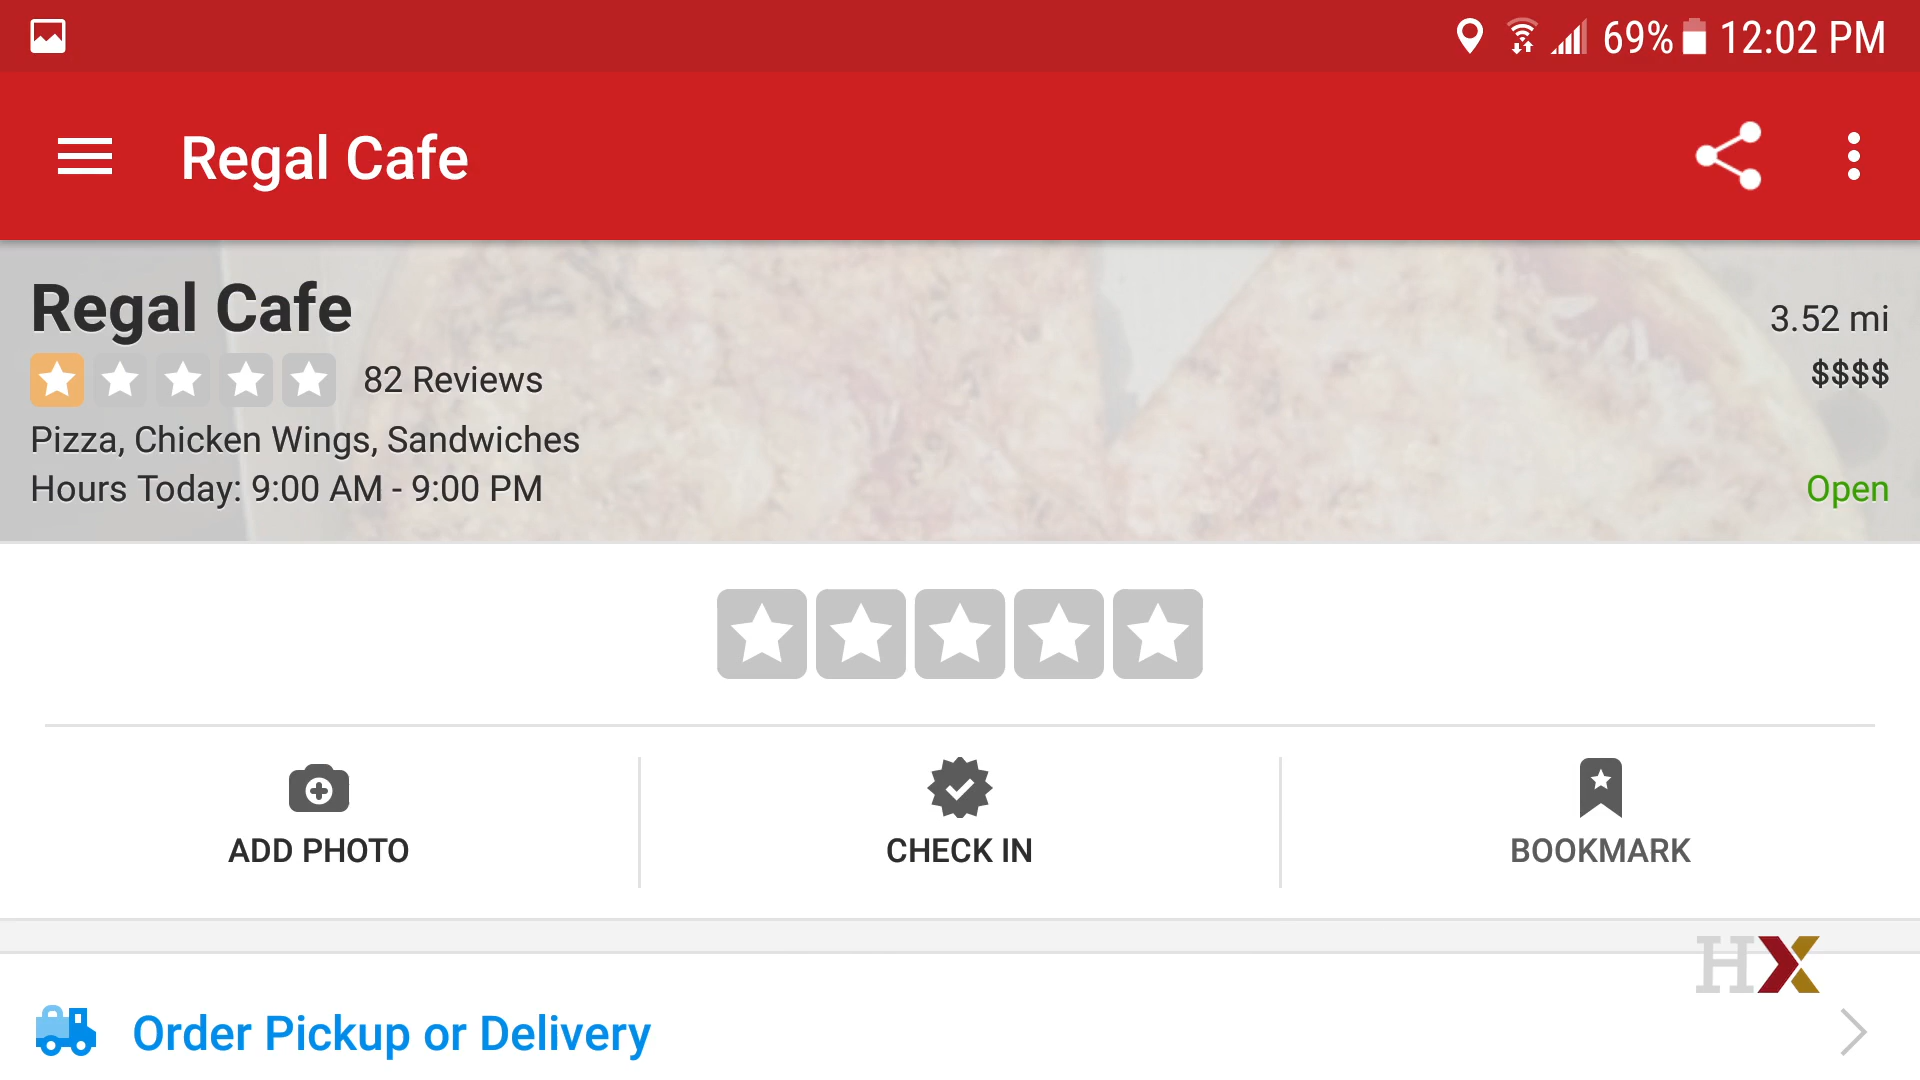 69% 12:02 PM
Regal Cafe
Regal Cafe
3.52 mi
82 Reviews
$$$$
Pizza, Chicken Wings, Sandwiches
Hours Today: 9:00 AM - 9:00 PM
Open
ADD PHOTO
CHECK IN
BOOKMARK
HX
Order Pickup or Delivery